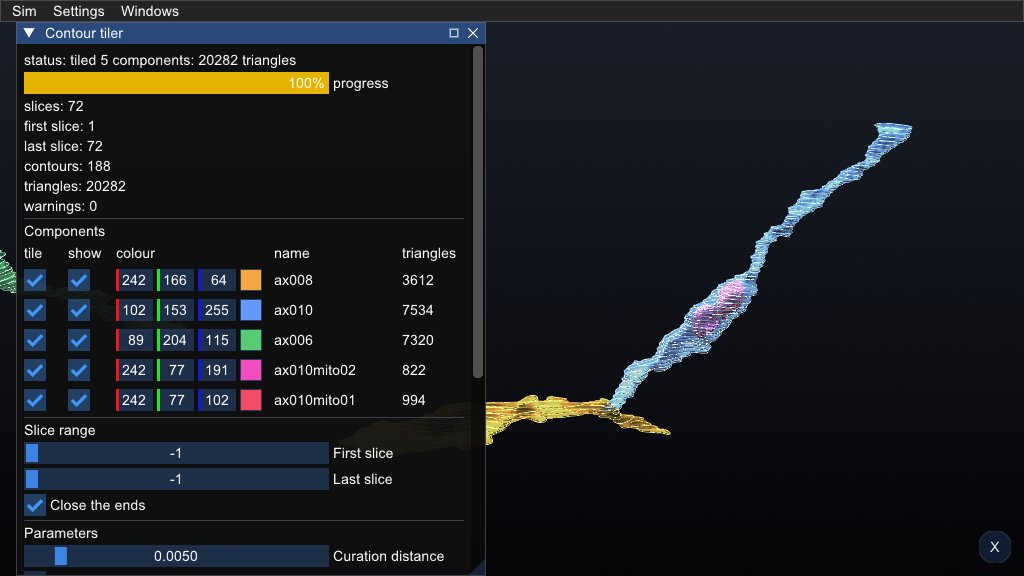 Sim Settings Windows
Contour tiler
status: tiled 5 components: 20282 triangles
100% progress
slices: 72
first slice: 1
last slice: 72
contours: 188
triangles: 20282
warnings: 0
Components
tile show colour name triangles
242 166 64 ax008 3612
102 153 255 ax010 7534
89 204 115 ax006 7320
242 77 191 ax010mito02 822
242 77 102 ax010mito01 994
Slice range
-1 First slice
-1 Last slice
Close the ends
Parameters
0.0050 Curation distance
X